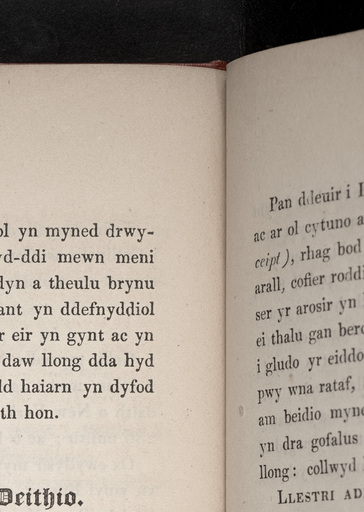 ol yn myned drwy-
d-ddi mewn meni
dyn a theulu brynu
ant yn ddefnyddiol
r eir yn gynt ac yn
daw llong dda hyd
ld haiarn yn dyfod
th hon.
Deithio.
Pan ddeuir i
ac ar ol cytuno a
ceipt), rhag bod
arall, cofier roddi
ser yr arosir yn
ei thalu gan berc
i gludo yr eiddo
pwy wna rataf,
am beidio myne
yn dra gofalus
llong: collwyd
LLESTRI AD